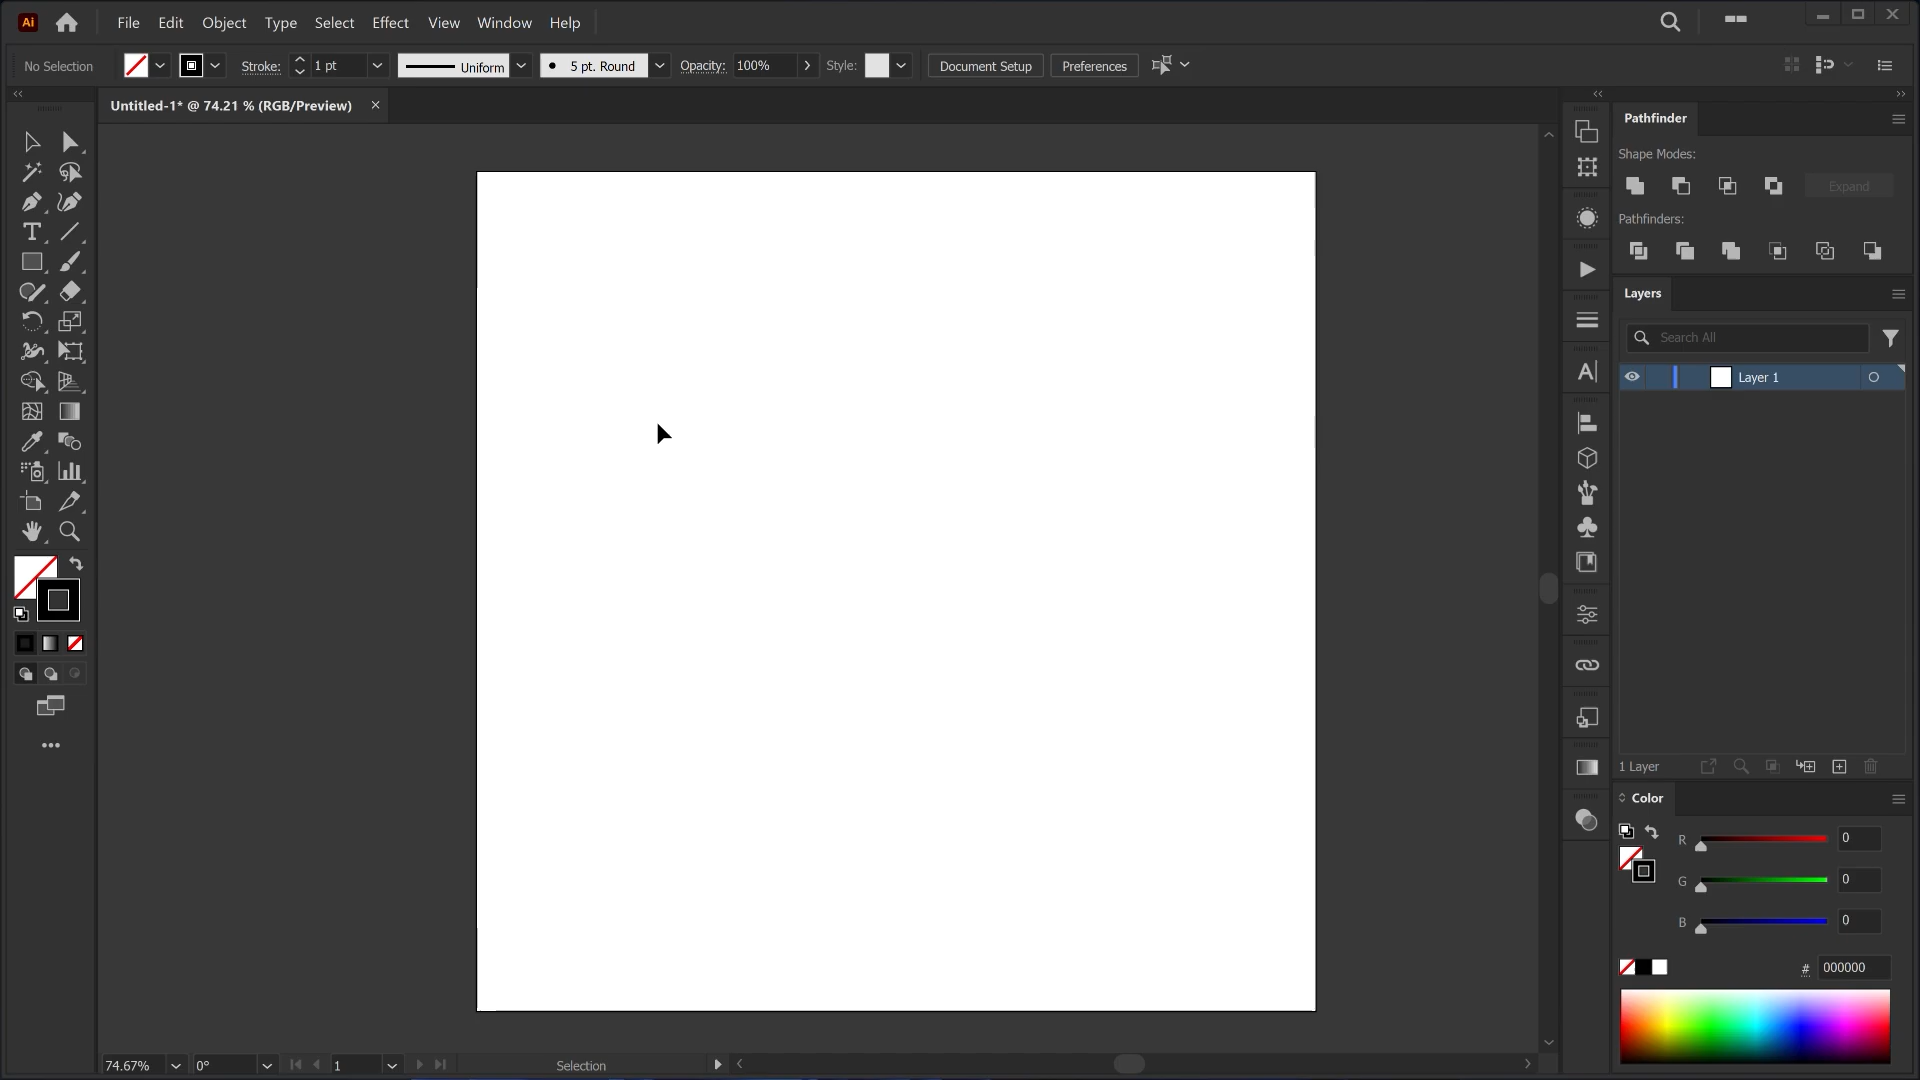 Ai File Edit Object Type Select Effect View Window Help
No Selection Stroke: 1 pt Uniform 5 pt. Round Opacity: 100% Style: Document Setup Preferences
Untitled-1* @ 74.21 % (RGB/Preview)
Pathfinder
Shape Modes:
Expand
Pathfinders:
Layers
Search All
Layer 1
1 Layer
Color
R 0
G 0
B 0
# 000000
74.67% 0° 1 Selection